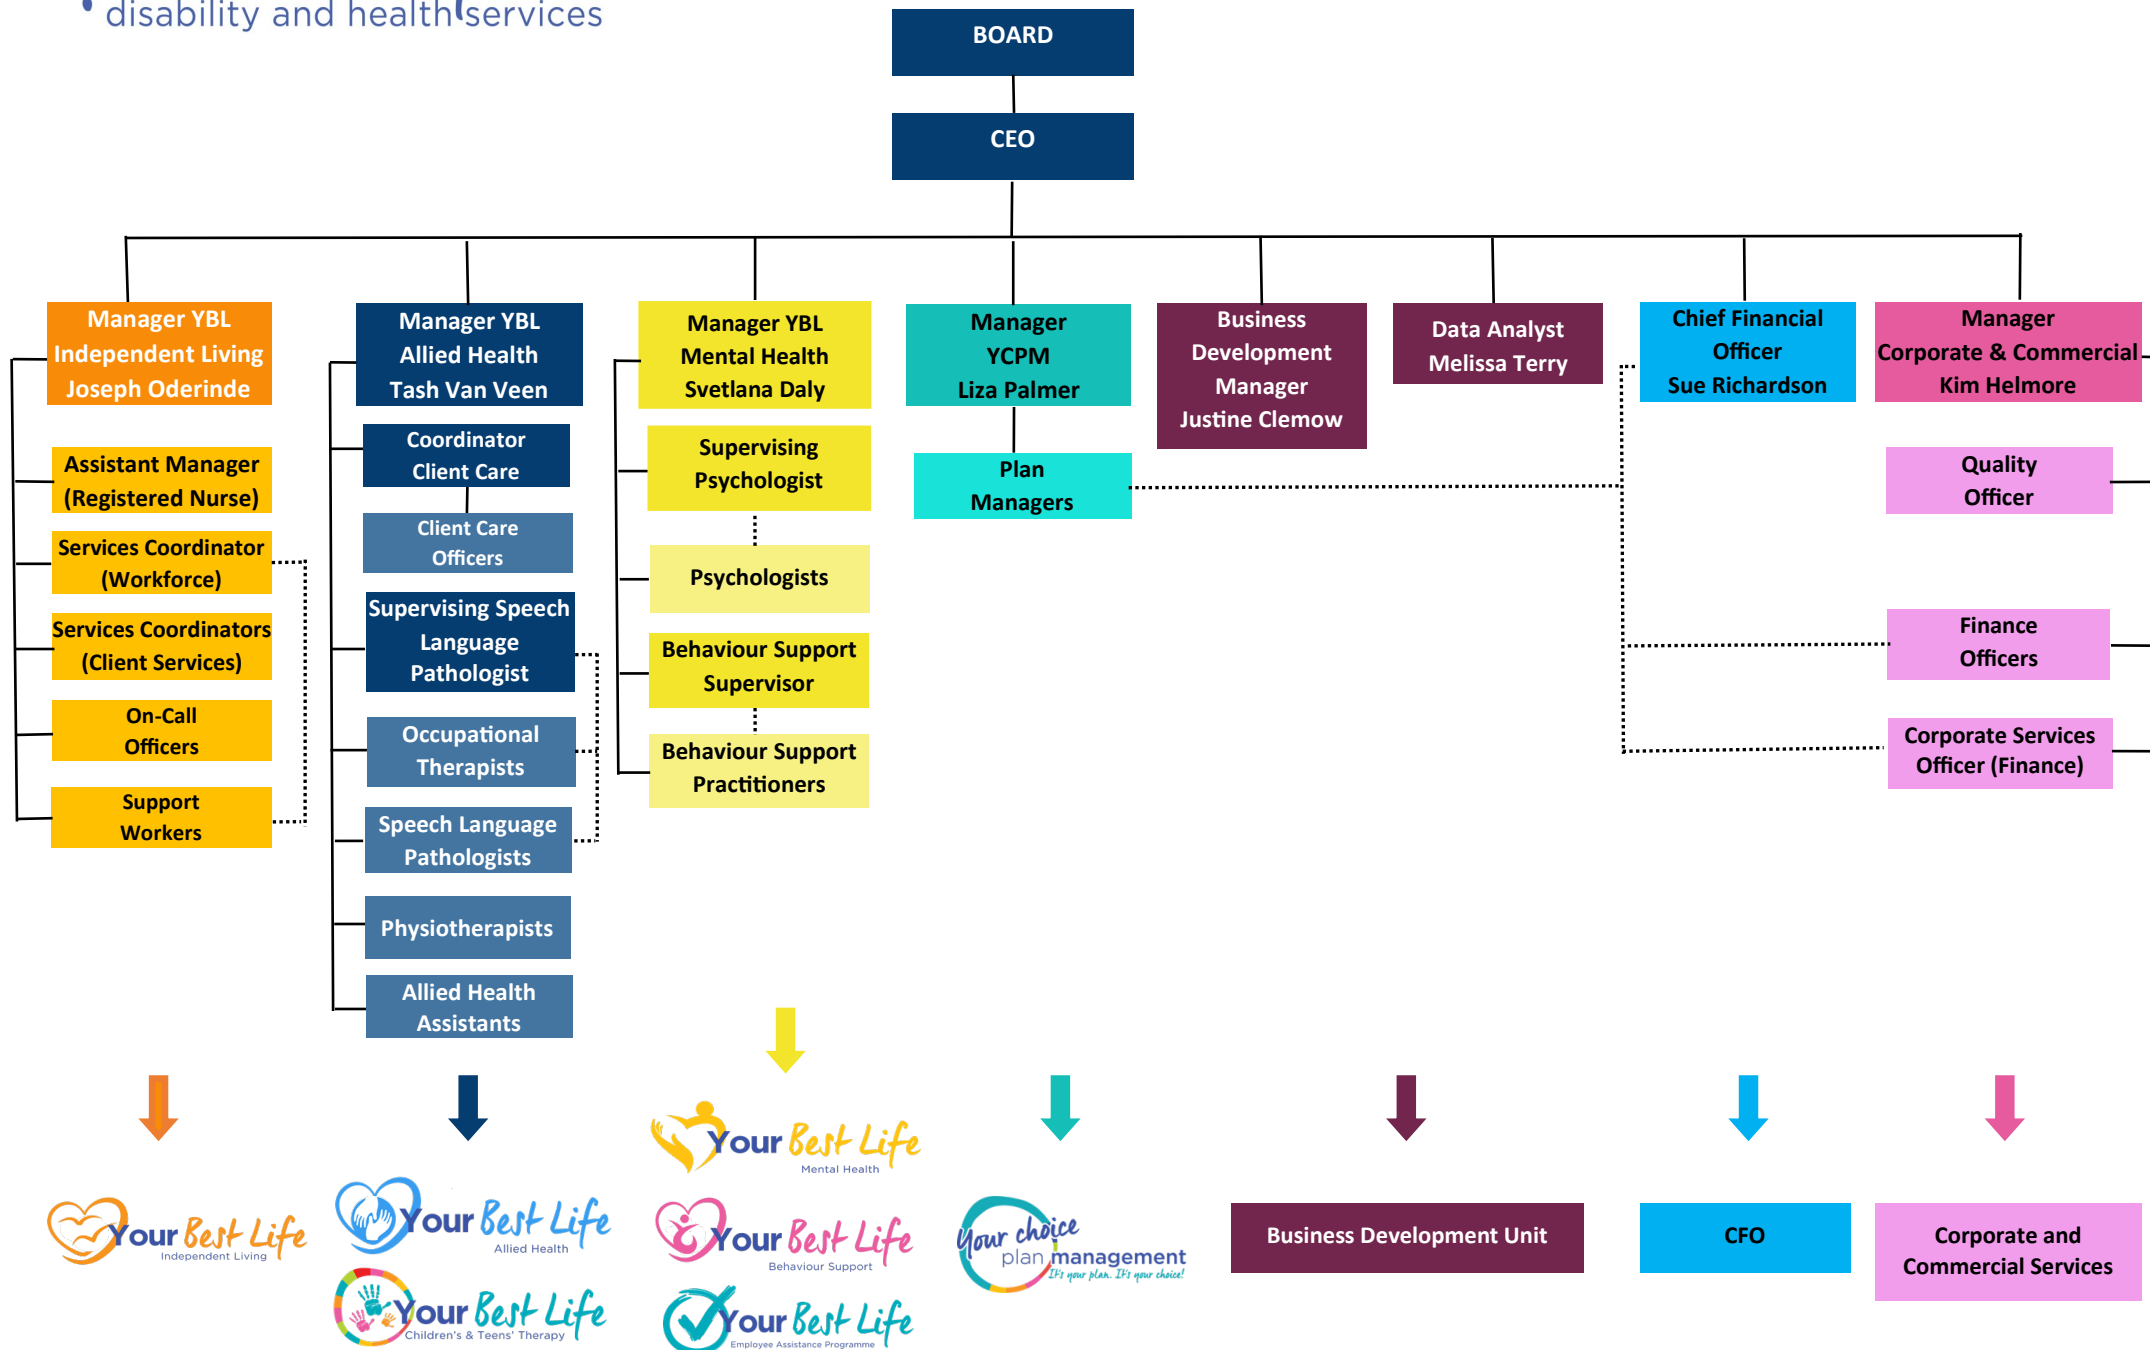 disability and health services
BOARD
CEO
Manager YBL
Independent Living
Joseph Oderinde
Assistant Manager
(Registered Nurse)
Services Coordinator
(Workforce)
Services Coordinators
(Client Services)
On-Call
Officers
Support
Workers
Manager YBL
Allied Health
Tash Van Veen
Coordinator
Client Care
Client Care
Officers
Supervising Speech
Language
Pathologist
Occupational
Therapists
Speech Language
Pathologists
Physiotherapists
Allied Health
Assistants
Manager YBL
Mental Health
Svetlana Daly
Supervising
Psychologist
Psychologists
Behaviour Support
Supervisor
Behaviour Support
Practitioners
Manager
YCPM
Liza Palmer
Plan
Managers
Business
Development
Manager
Justine Clemow
Data Analyst
Melissa Terry
Chief Financial
Officer
Sue Richardson
Manager
Corporate & Commercial
Kim Helmore
Quality
Officer
Finance
Officers
Corporate Services
Officer (Finance)
Your Best Life
Independent Living
Your Best Life
Allied Health
Your Best Life
Children's & Teens' Therapy
Your Best Life
Mental Health
Your Best Life
Behaviour Support
Your Best Life
Employee Assistance Programme
Your choice
plan management
It's your plan. It's your choice!
Business Development Unit
CFO
Corporate and
Commercial Services